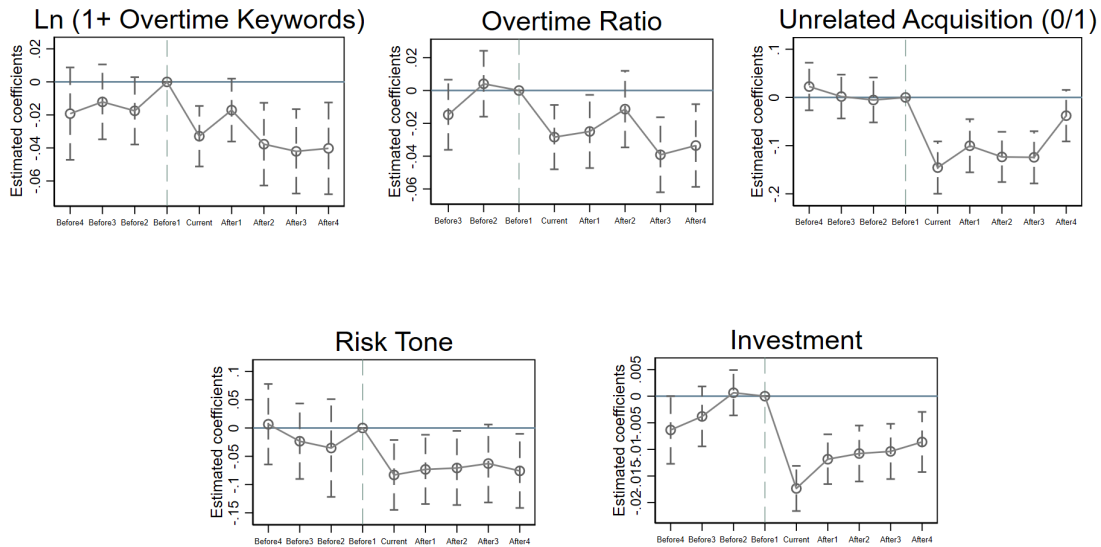 Ln (1+ Overtime Keywords)
Estimated coefficients
.02
0
-.02
-.04
-.06
Before4 Before3 Before2 Before1 Current After1 After2 After3 After4
Overtime Ratio
Estimated coefficients
.02
0
-.02
-.04
-.06
Before3 Before2 Before1 Current After1 After2 After3 After4
Unrelated Acquisition (0/1)
Estimated coefficients
.1
0
-.1
-.2
Before4 Before3 Before2 Before1 Current After1 After2 After3 After4
Risk Tone
Estimated coefficients
.1
.05
0
-.05
-.1
-.15
Before4 Before3 Before2 Before1 Current After1 After2 After3 After4
Investment
Estimated coefficients
.005
0
-.005
-.01
-.015
-.02
Before4 Before3 Before2 Before1 Current After1 After2 After3 After4